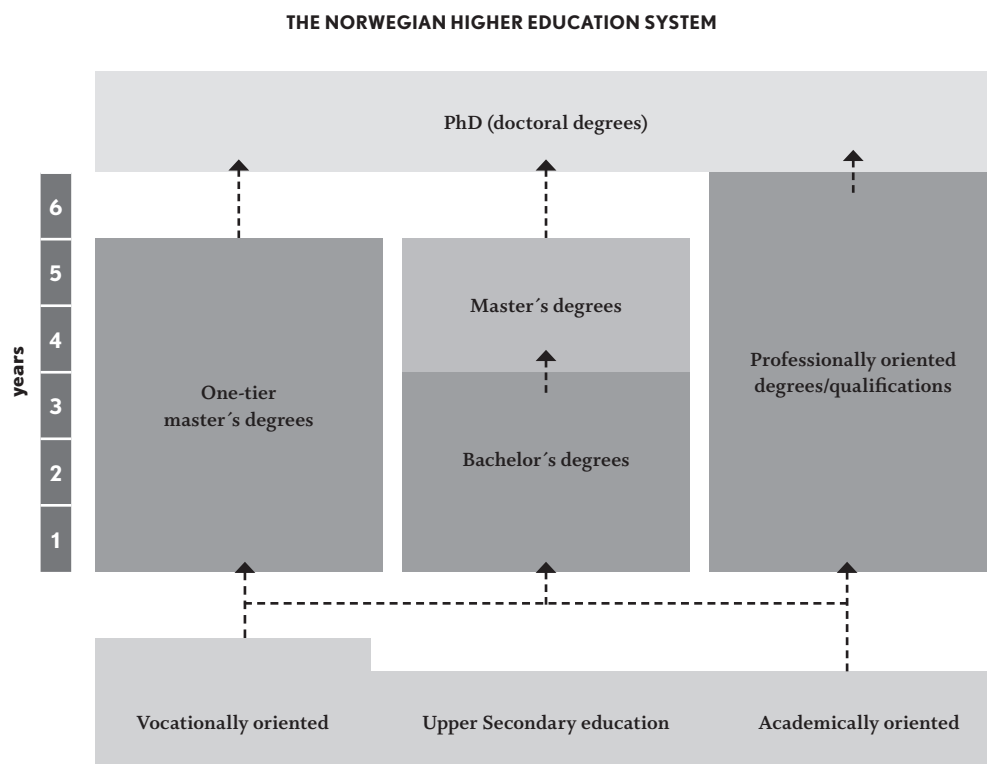 THE NORWEGIAN HIGHER EDUCATION SYSTEM
PhD (doctoral degrees)
years
6
5
4
3
2
1
One-tier
master´s degrees
Master´s degrees
Bachelor´s degrees
Professionally oriented
degrees/qualifications
Vocationally oriented
Upper Secondary education
Academically oriented